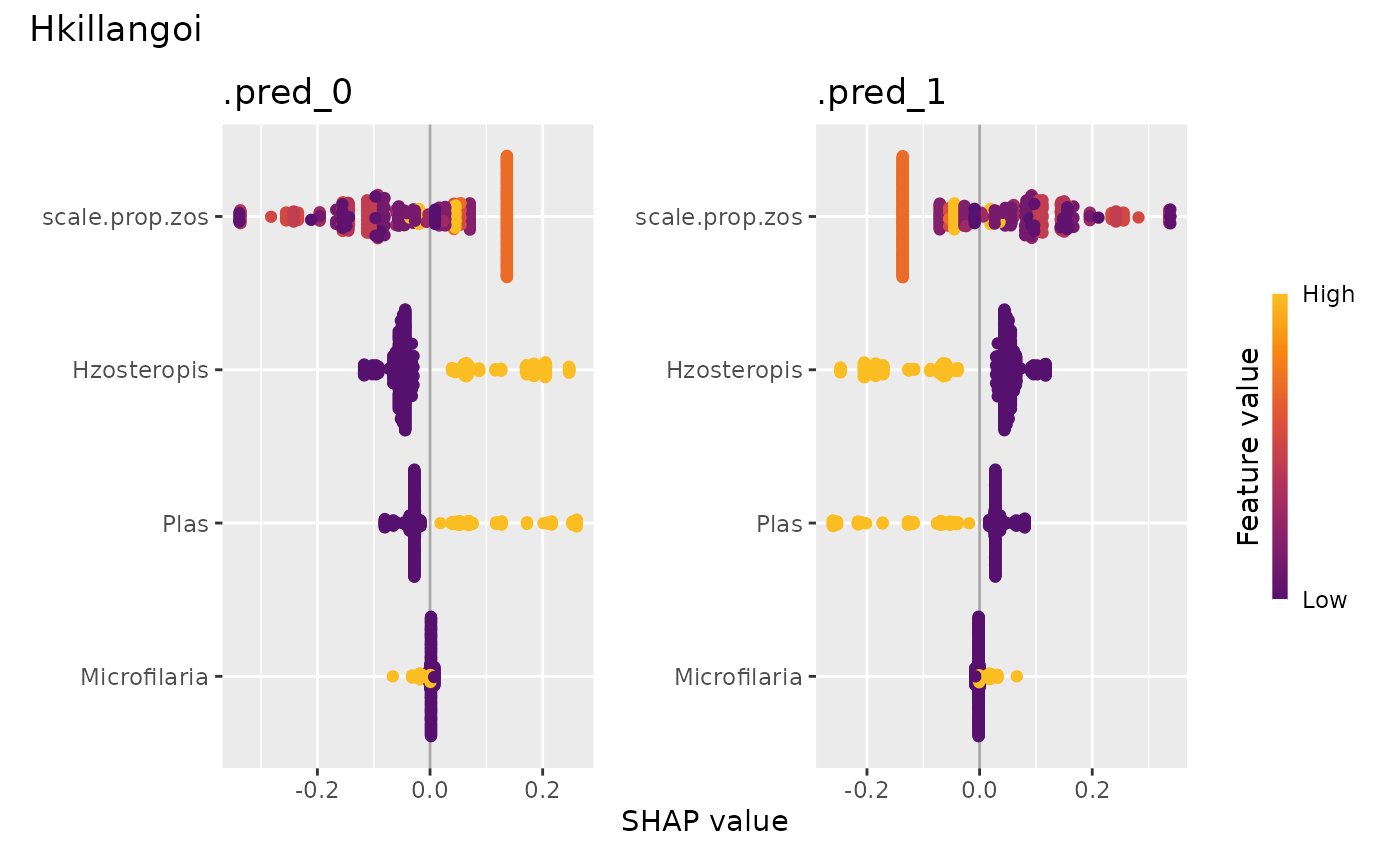 Hkillangoi
.pred_0
.pred_1
scale.prop.zos
Hzosteropis
Plas
Microfilaria
-0.2
0.0
0.2
scale.prop.zos
Hzosteropis
Plas
Microfilaria
-0.2
0.0
0.2
SHAP value
Feature value
High
Low